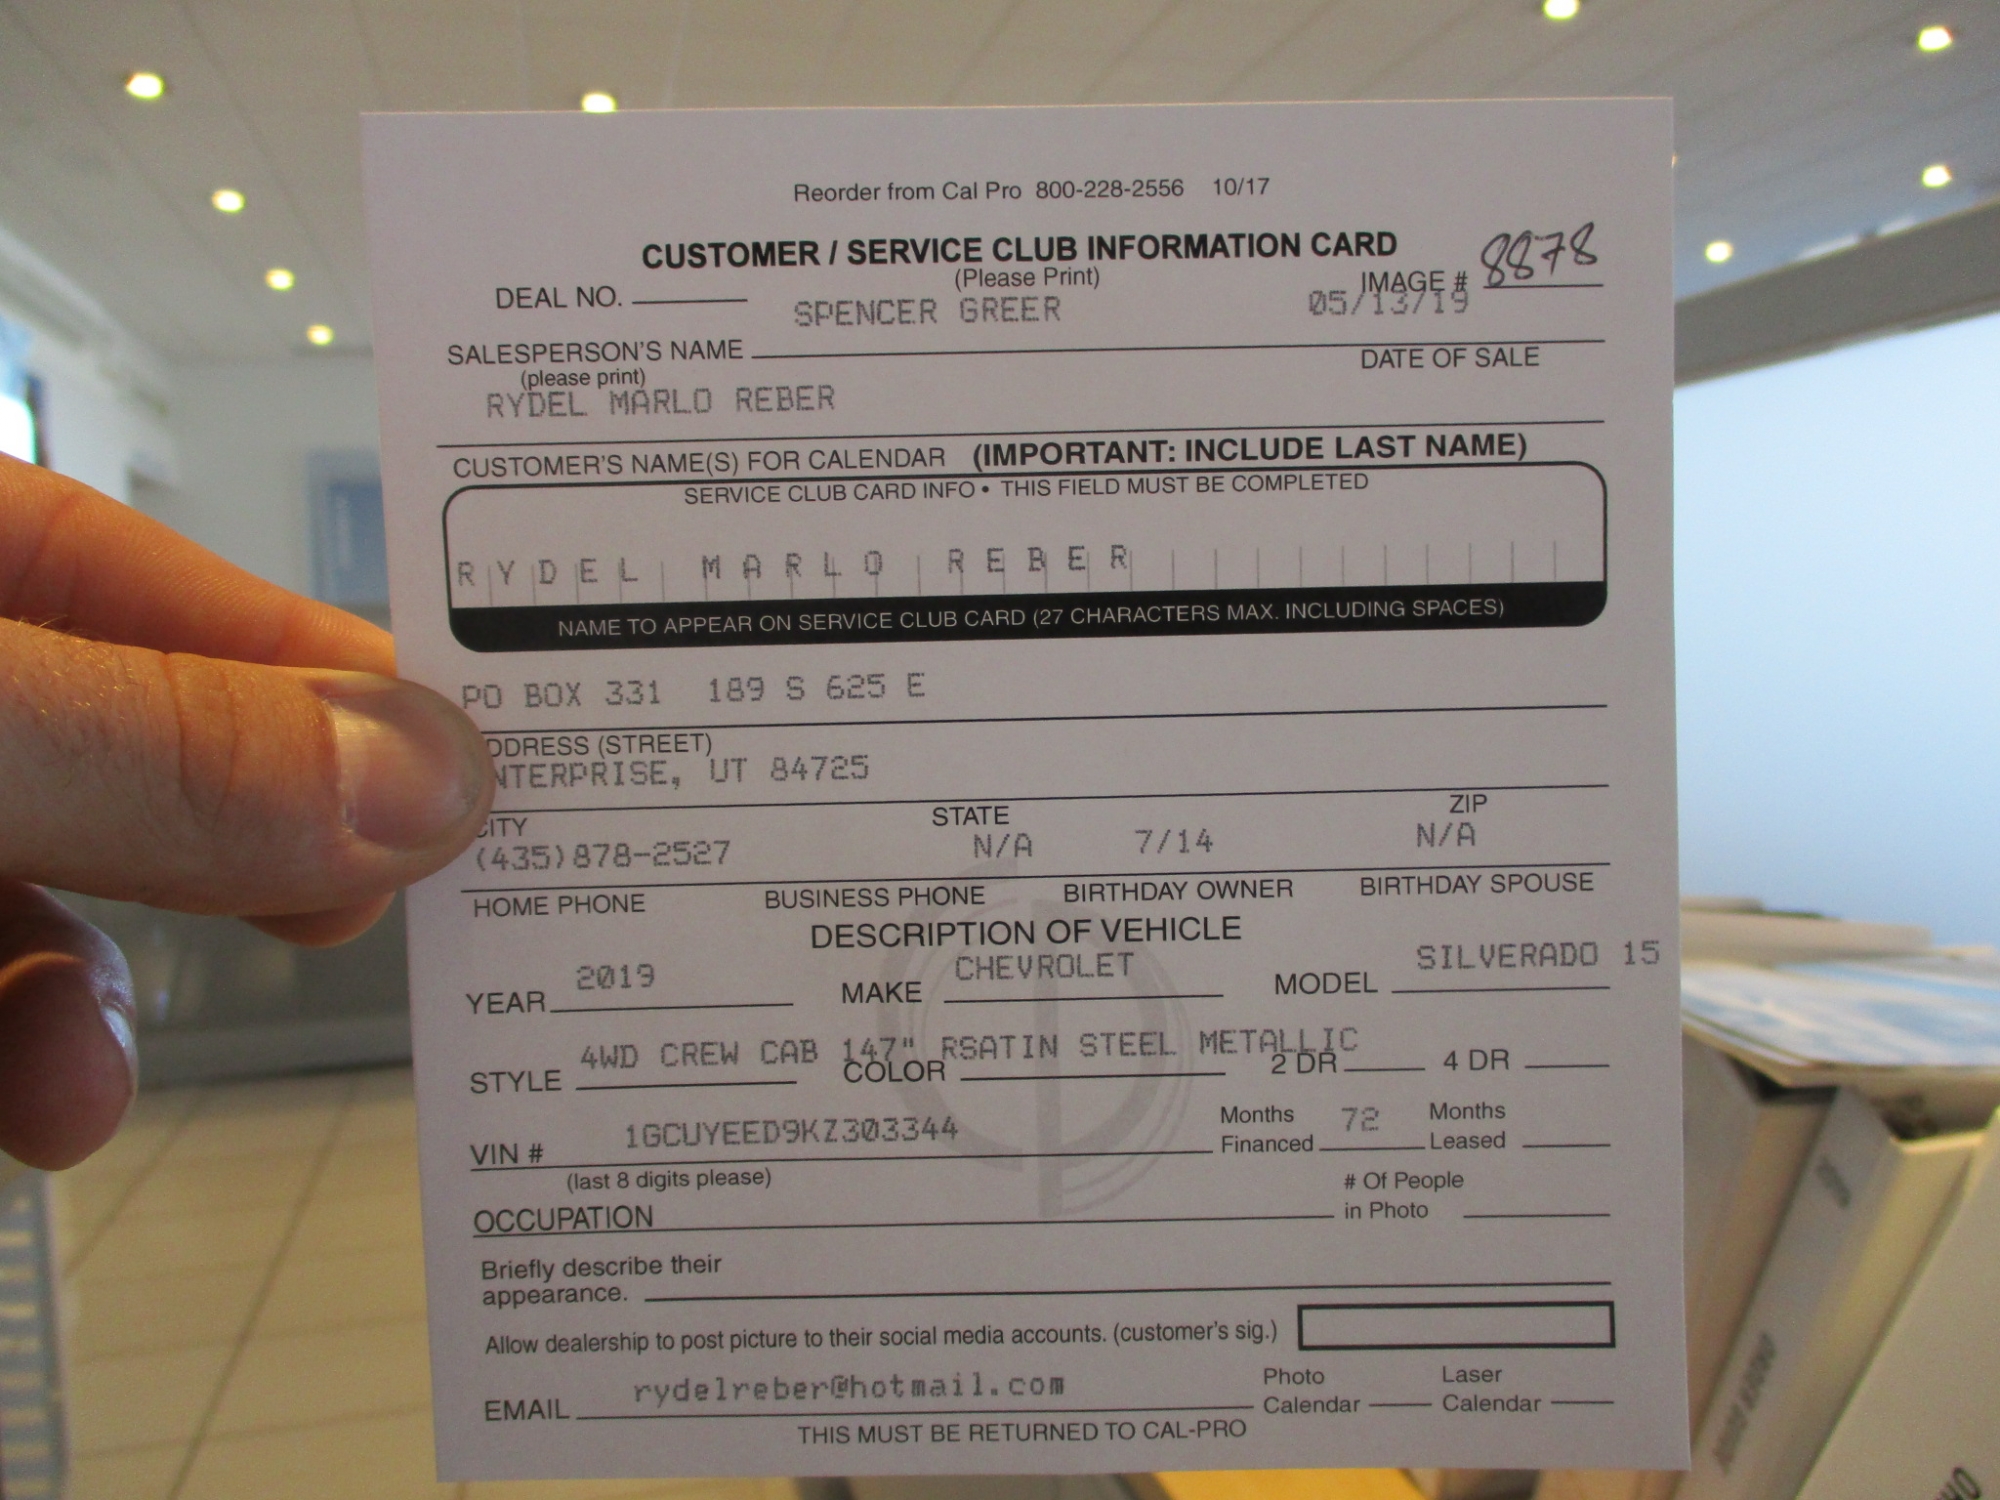 Reorder from Cal Pro 800-228-2556 10/17
CUSTOMER / SERVICE CLUB INFORMATION CARD
(Please Print)
DEAL NO. IMAGE # 8878
SPENCER GREER 05/13/19
SALESPERSON'S NAME DATE OF SALE
(please print)
RYDEL MARLO REBER
CUSTOMER'S NAME(S) FOR CALENDAR (IMPORTANT: INCLUDE LAST NAME)
SERVICE CLUB CARD INFO • THIS FIELD MUST BE COMPLETED
RYDEL MARLO REBER
NAME TO APPEAR ON SERVICE CLUB CARD (27 CHARACTERS MAX. INCLUDING SPACES)
PO BOX 331 189 S 625 E
DDRESS (STREET)
NTERPRISE, UT 84725
CITY STATE ZIP
(435)878-2527 N/A 7/14 N/A
HOME PHONE BUSINESS PHONE BIRTHDAY OWNER BIRTHDAY SPOUSE
DESCRIPTION OF VEHICLE
YEAR 2019 MAKE CHEVROLET MODEL SILVERADO 15
4WD CREW CAB 147" RSATIN STEEL METALLIC
STYLE COLOR 2 DR 4 DR
VIN # 1GCUYEED9KZ303344 Months Financed 72 Months Leased
(last 8 digits please)
OCCUPATION # Of People in Photo
Briefly describe their
appearance.
Allow dealership to post picture to their social media accounts. (customer's sig.)
EMAIL rydelreber@hotmail.com Photo Calendar Laser Calendar
THIS MUST BE RETURNED TO CAL-PRO